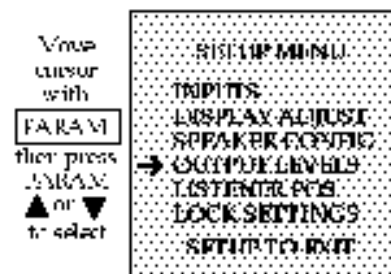 Move
cursor
with
PARAM
then press
PARAM
▲ or ▼
to select
SETUP MENU
INPUTS
DISPLAY ADJUST
SPEAKER CONFIG
→ OUTPUT LEVELS
LISTENER POS
LOCK SETTINGS
SETUP TO EXIT